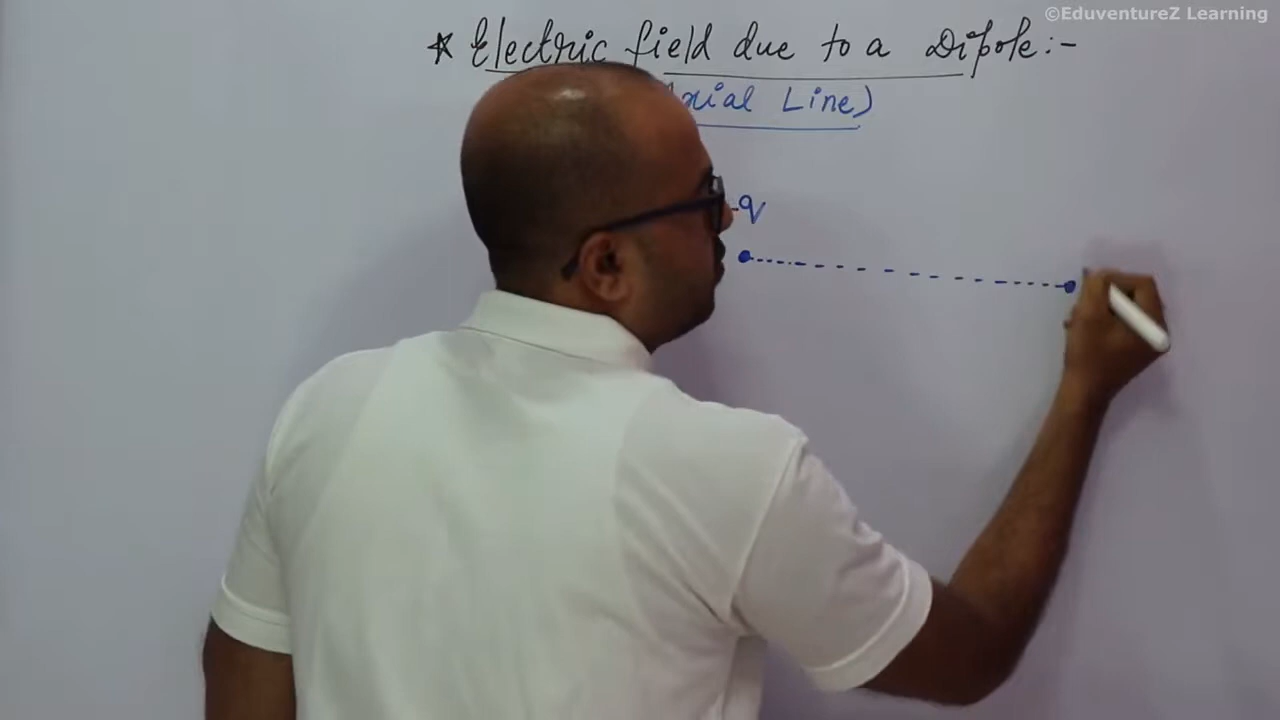 ©EduventureZ Learning
* Electric field due to a Dipole:-
Axial Line)
-q